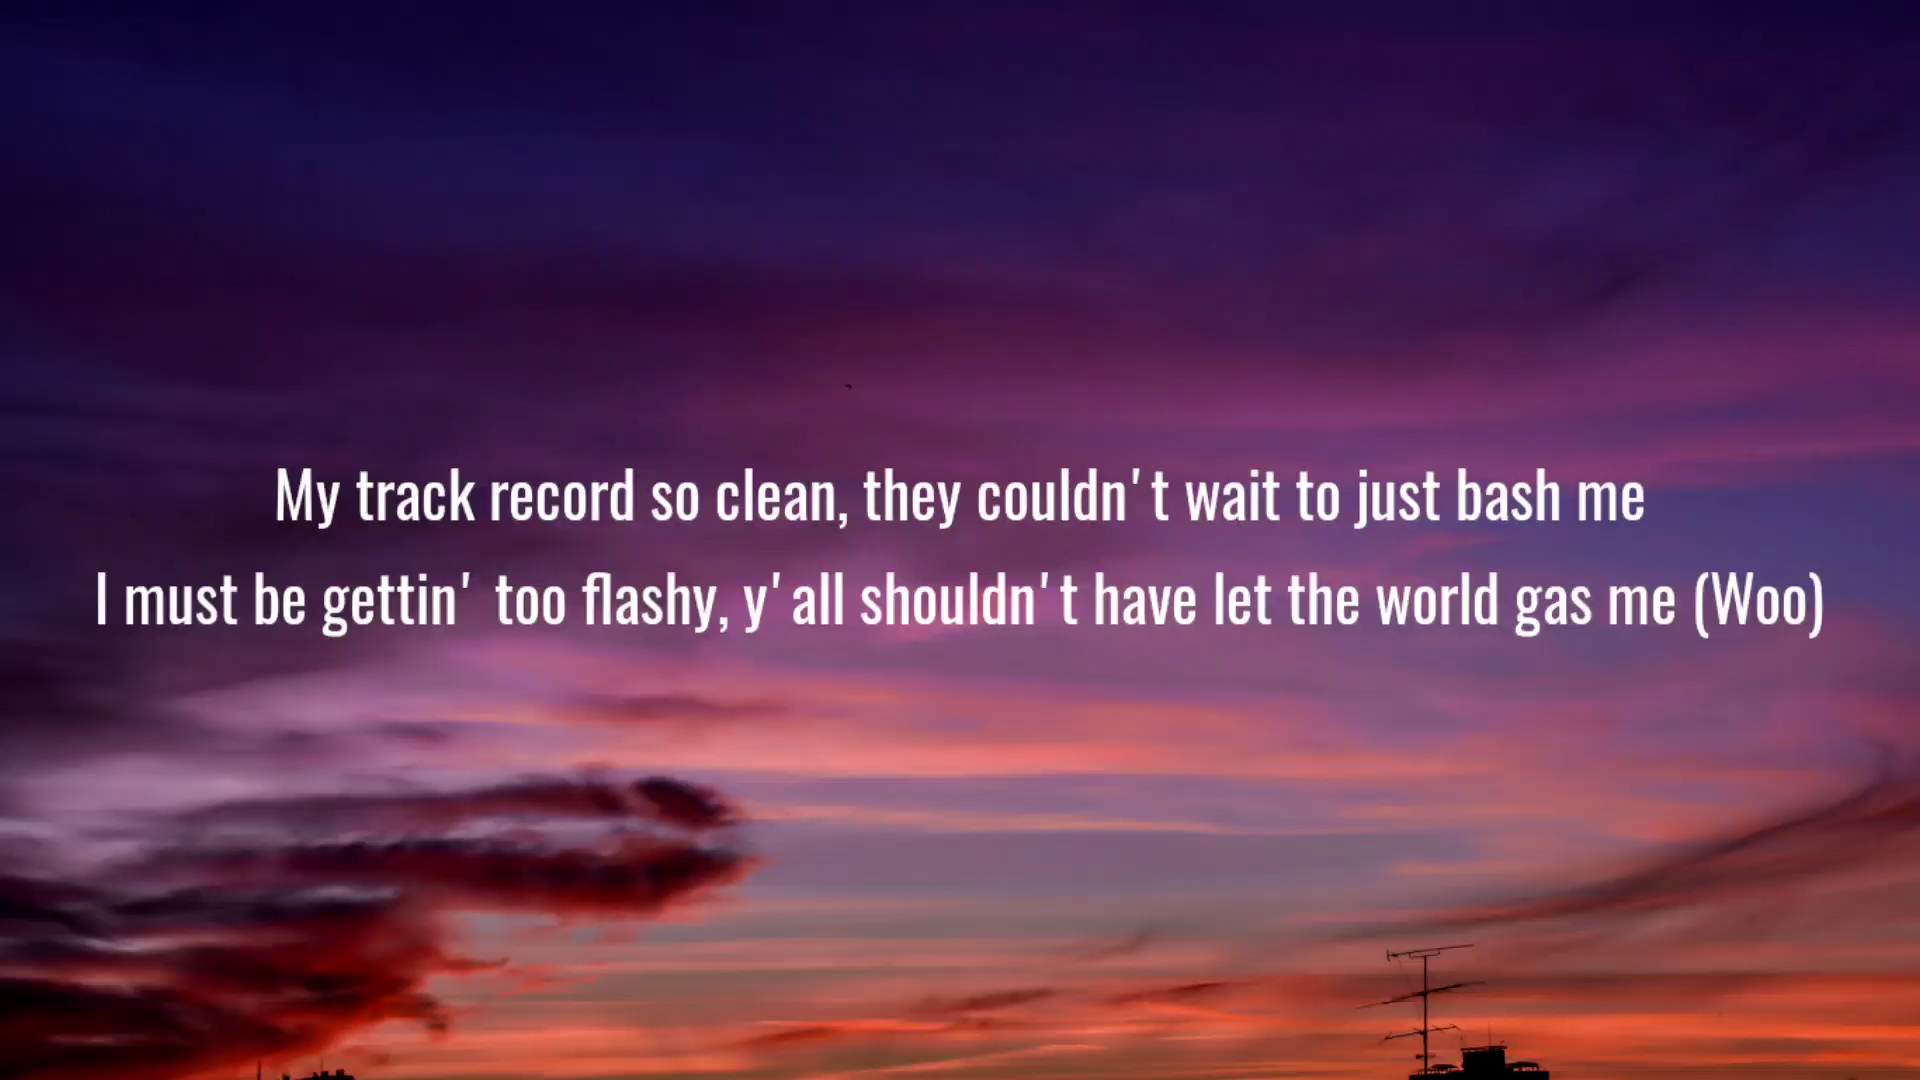 My track record so clean, they couldn't wait to just bash me
I must be gettin' too flashy, y'all shouldn't have let the world gas me (Woo)